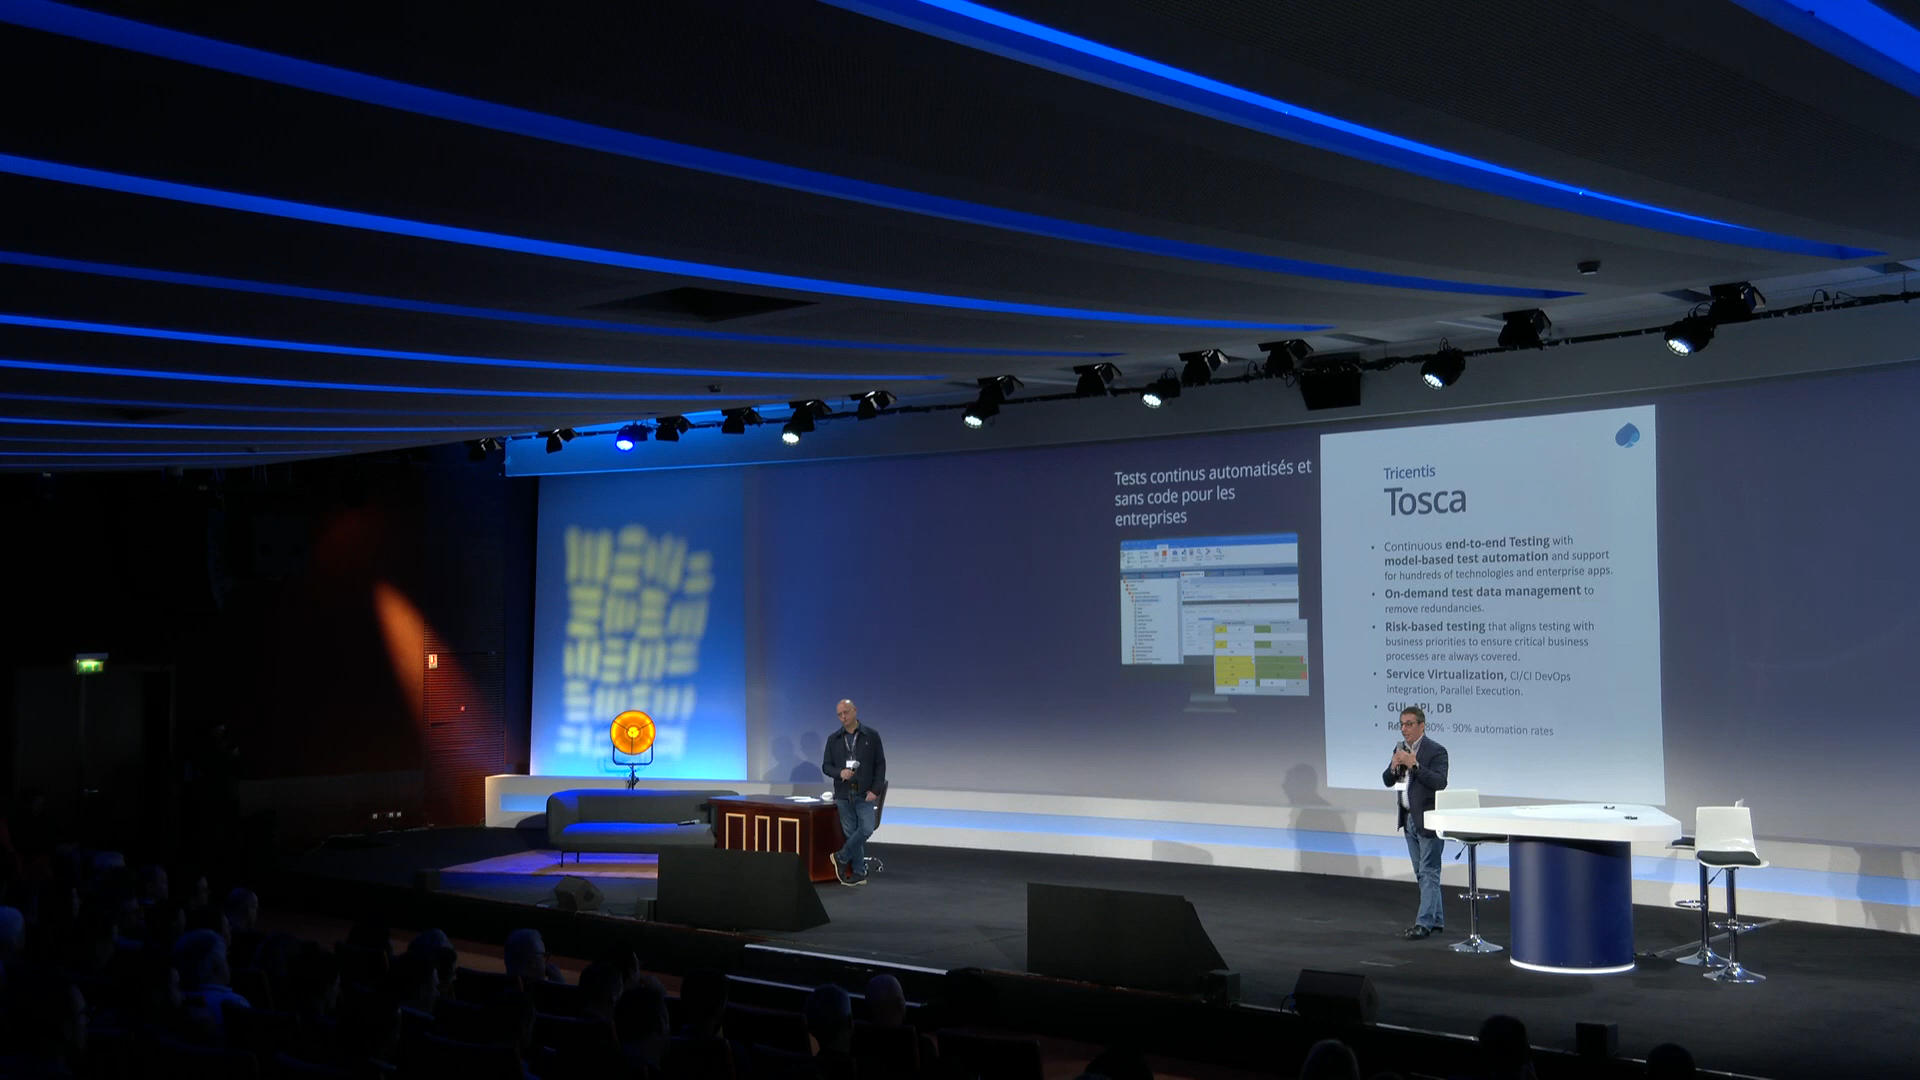 Tests continus automatisés et
sans code pour les
entreprises
Tricentis
Tosca
• Continuous end-to-end Testing with
model-based test automation and support
for hundreds of technologies and enterprise apps.
• On-demand test data management to
remove redundancies.
• Risk-based testing that aligns testing with
business priorities to ensure critical business
processes are always covered.
• Service Virtualization, CI/CI DevOps
integration, Parallel Execution.
• GUI, API, DB
• 80% - 90% automation rates